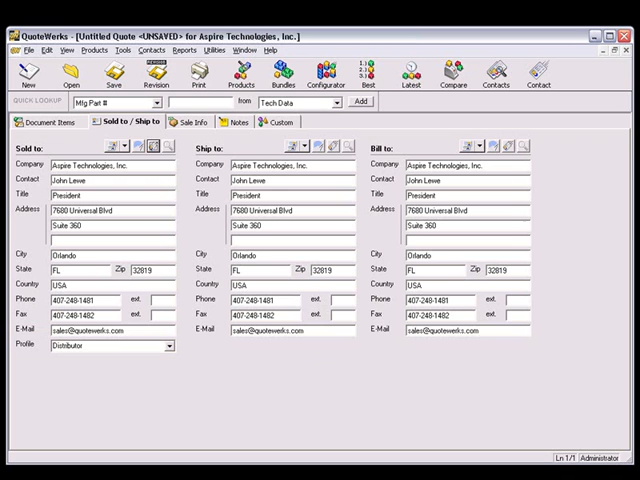 QuoteWerks - [Untitled Quote <UNSAVED> for Aspire Technologies, Inc.]
File Edit View Products Tools Contacts Reports Utilities Window Help
New Open Save Revision Print Products Bundles Configurator Best Latest Compare Contacts Contact
QUICK LOOKUP Mfg Part # from Tech Data Add
Document Items Sold to / Ship to Sale Info Notes Custom
Sold to: Ship to: Bill to:
Company Aspire Technologies, Inc. Company Aspire Technologies, Inc. Company Aspire Technologies, Inc.
Contact John Lewe Contact John Lewe Contact John Lewe
Title President Title President Title President
Address 7680 Universal Blvd Address 7680 Universal Blvd Address 7680 Universal Blvd
Suite 360 Suite 360 Suite 360
City Orlando City Orlando City Orlando
State FL Zip 32819 State FL Zip 32819 State FL Zip 32819
Country USA Country USA Country USA
Phone 407-248-1481 ext. Phone 407-248-1481 ext. Phone 407-248-1481 ext.
Fax 407-248-1482 ext. Fax 407-248-1482 ext. Fax 407-248-1482 ext.
E-Mail sales@quotewerks.com E-Mail sales@quotewerks.com E-Mail sales@quotewerks.com
Profile Distributor
Ln 1/1 Administrator